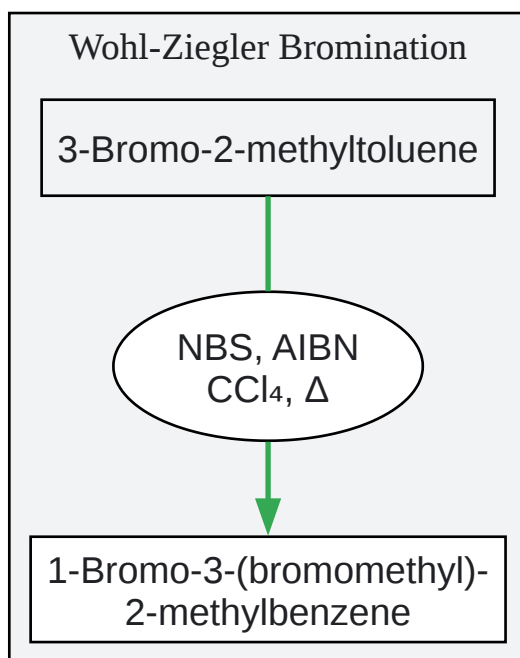 Wohl-Ziegler Bromination
3-Bromo-2-methyltoluene
NBS, AIBN
CCl₄, Δ
1-Bromo-3-(bromomethyl)-
2-methylbenzene